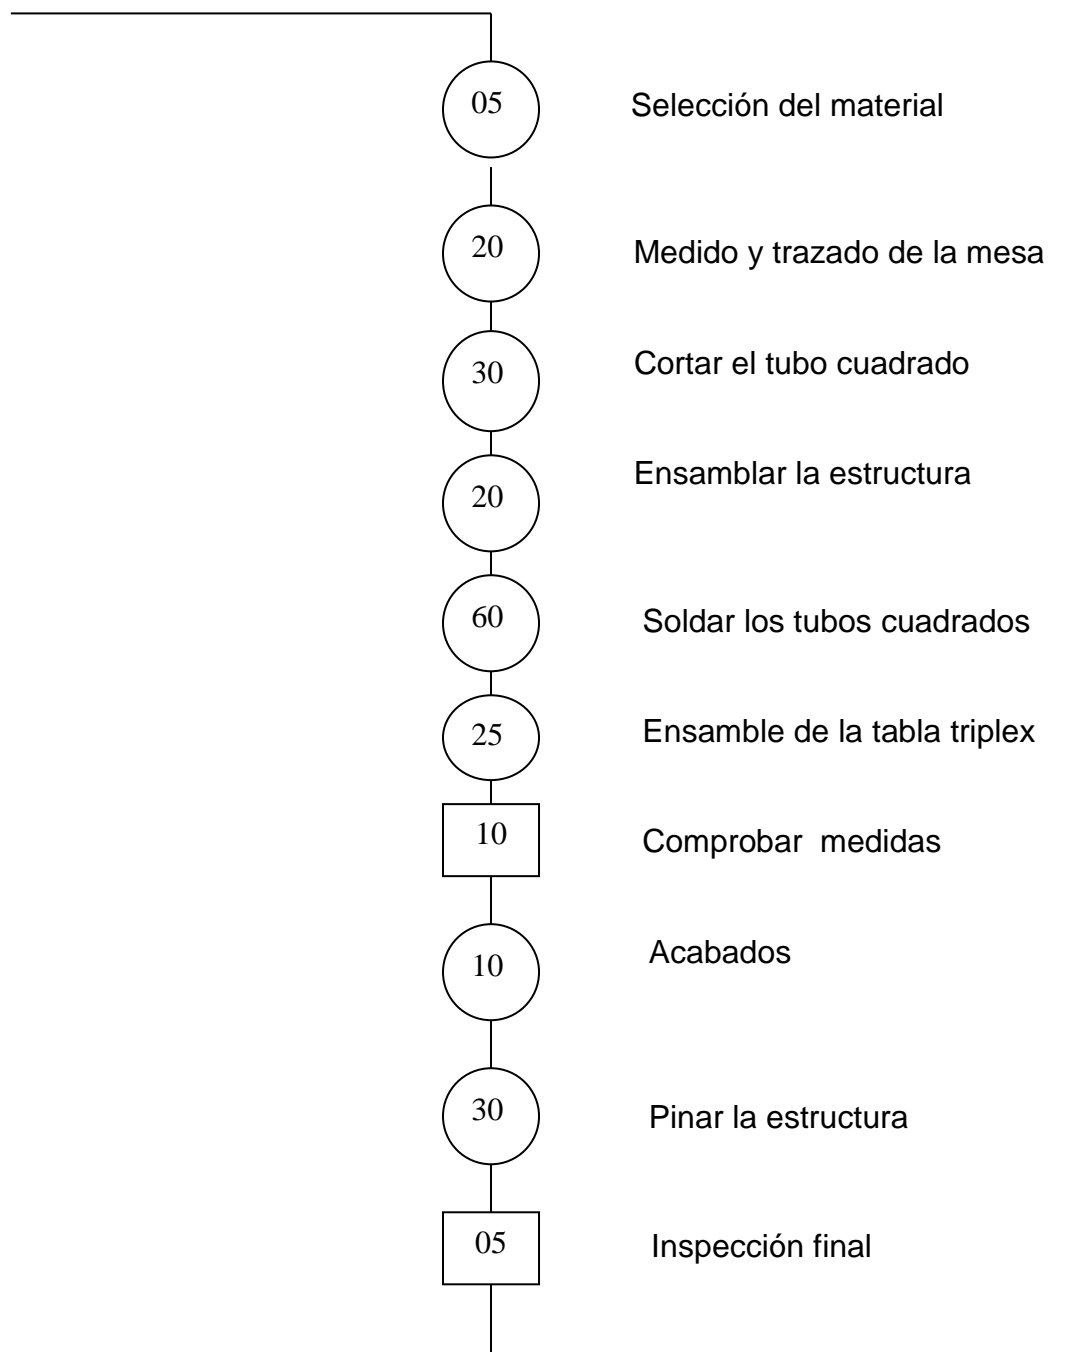 05 Selección del material
20 Medido y trazado de la mesa
30 Cortar el tubo cuadrado
20 Ensamblar la estructura
60 Soldar los tubos cuadrados
25 Ensamble de la tabla triplex
10 Comprobar  medidas
10 Acabados
30 Pinar la estructura
05 Inspección final